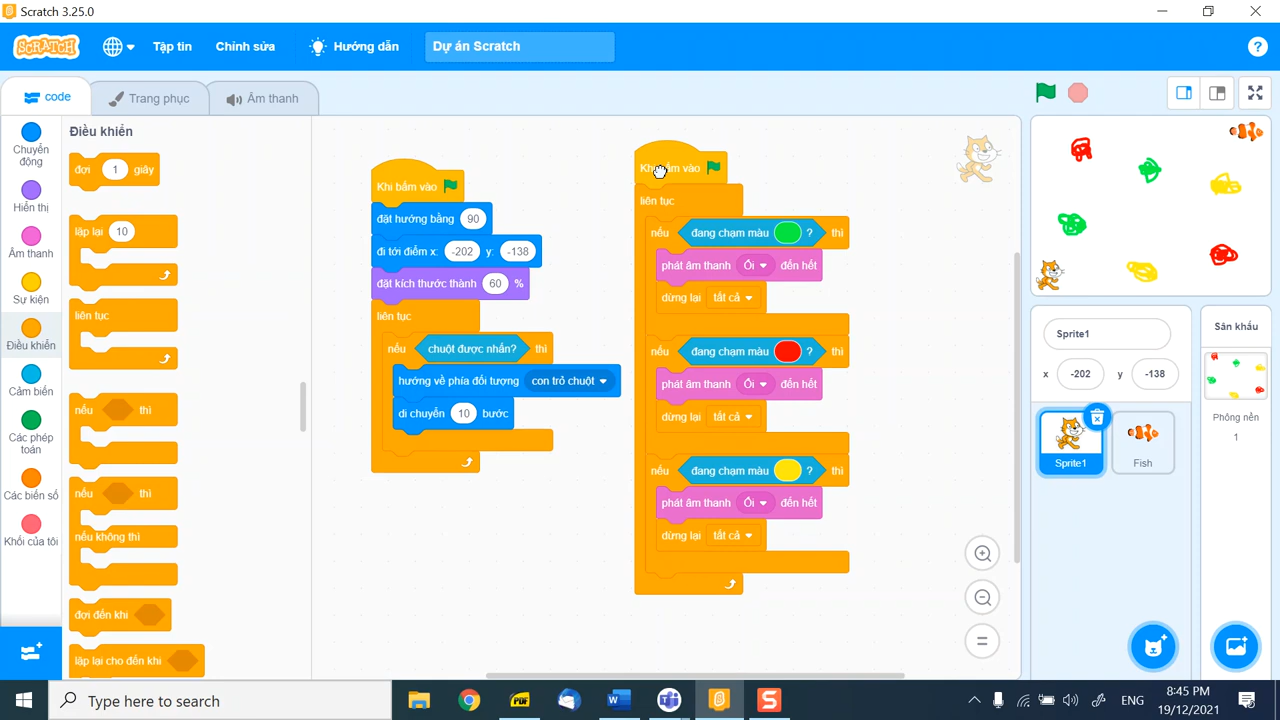 Scratch 3.25.0
SCRATCH
Tập tin
Chỉnh sửa
Hướng dẫn
Dự án Scratch
?
code
Trang phục
Âm thanh
Chuyển động
Hiển thị
Âm thanh
Sự kiện
Điều khiển
Cảm biến
Các phép toán
Các biến số
Khối của tôi
Điều khiển
đợi 1 giây
lặp lại 10
liên tục
nếu thì
nếu thì
nếu không thì
đợi đến khi
lặp lại cho đến khi
Khi bấm vào
đặt hướng bằng 90
đi tới điểm x: -202 y: -138
đặt kích thước thành 60 %
liên tục
nếu chuột được nhấn? thì
hướng về phía đối tượng con trỏ chuột
di chuyển 10 bước
Khi bấm vào
liên tục
nếu đang chạm màu ? thì
phát âm thanh Ối đến hết
dừng lại tất cả
nếu đang chạm màu ? thì
phát âm thanh Ối đến hết
dừng lại tất cả
nếu đang chạm màu ? thì
phát âm thanh Ối đến hết
dừng lại tất cả
Sprite1
x -202 y -138
Sprite1
Fish
Sân khấu
Phông nền
1
Type here to search
PDF
ENG
8:45 PM
19/12/2021